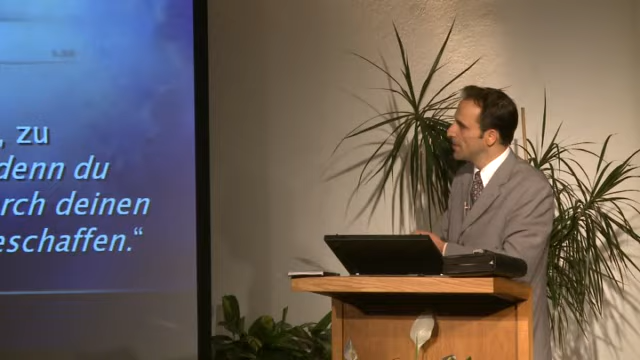 , zu
denn du
rch deinen
eschaffen.“